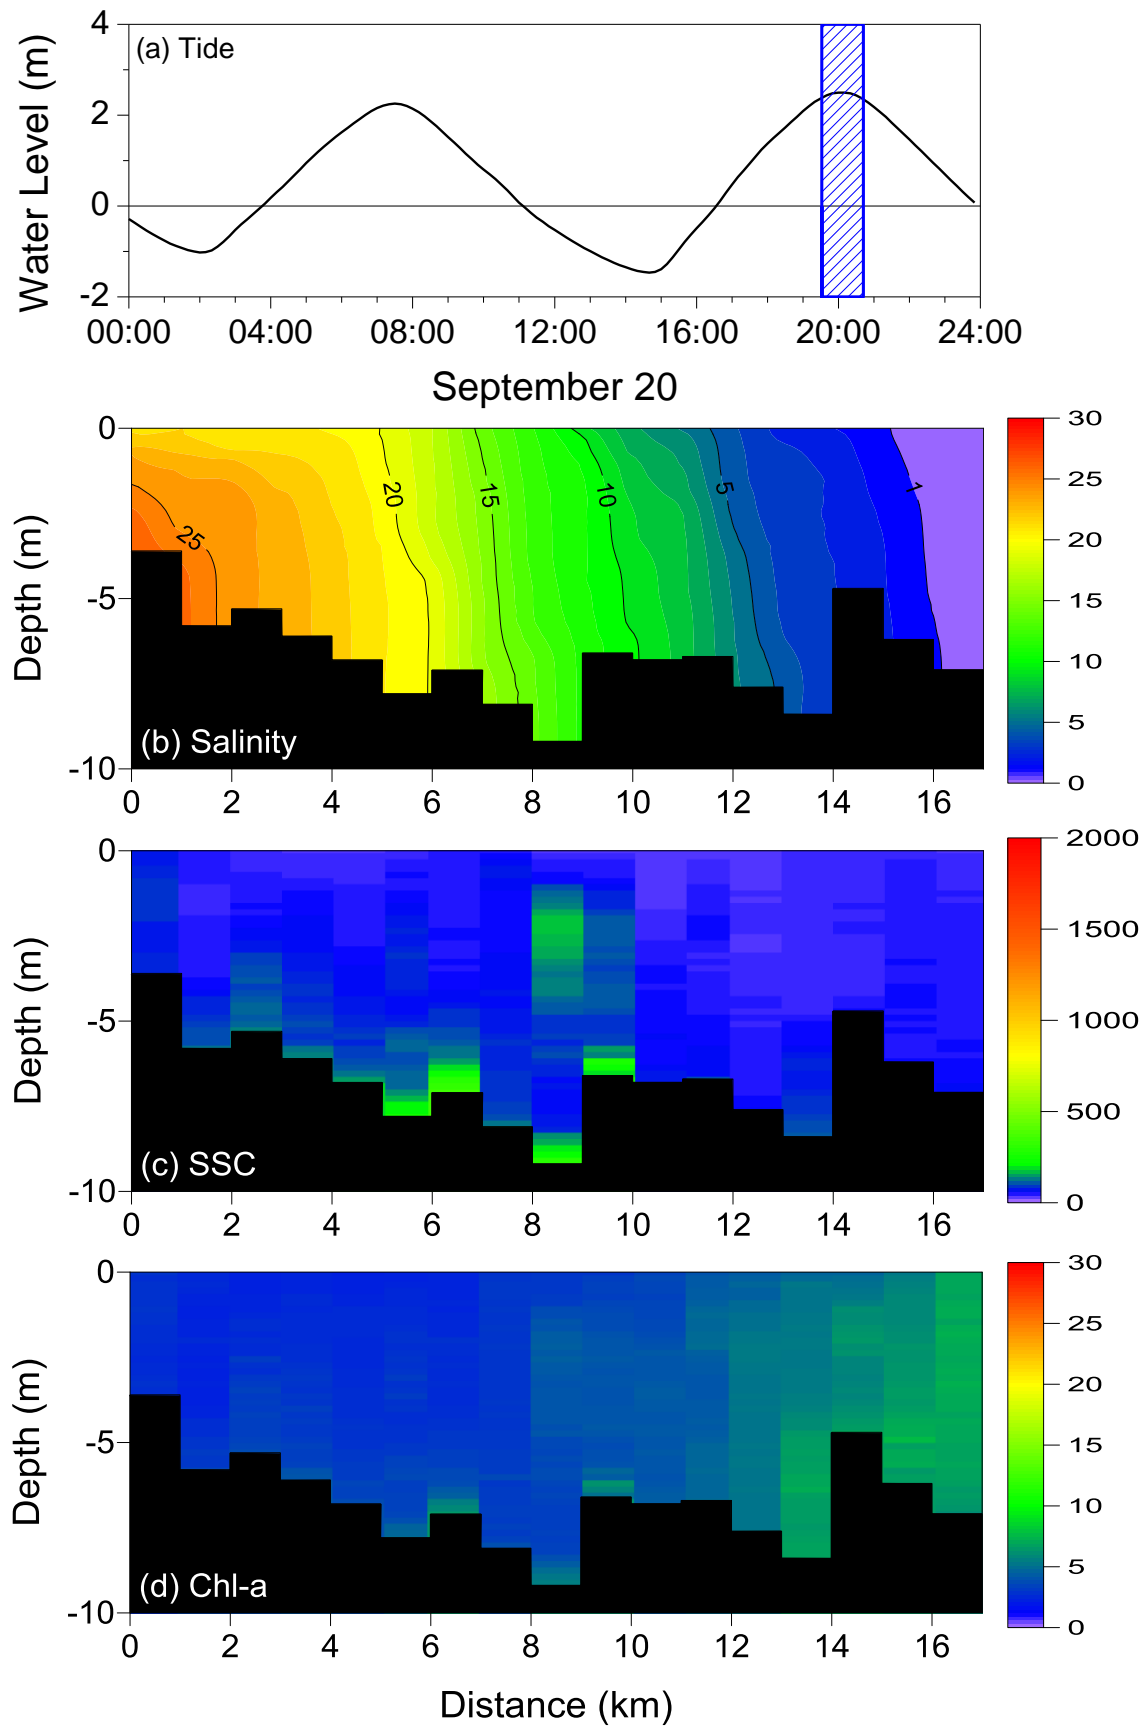 4
2
0
-2
Water Level (m)
(a) Tide
00:00 04:00 08:00 12:00 16:00 20:00 24:00
September 20
0
-5
-10
Depth (m)
25 20 15 10 5 1
(b) Salinity
0 2 4 6 8 10 12 14 16
30
25
20
15
10
5
0
0
-5
-10
Depth (m)
(c) SSC
0 2 4 6 8 10 12 14 16
2000
1500
1000
500
0
0
-5
-10
Depth (m)
(d) Chl-a
0 2 4 6 8 10 12 14 16
30
25
20
15
10
5
0
Distance (km)